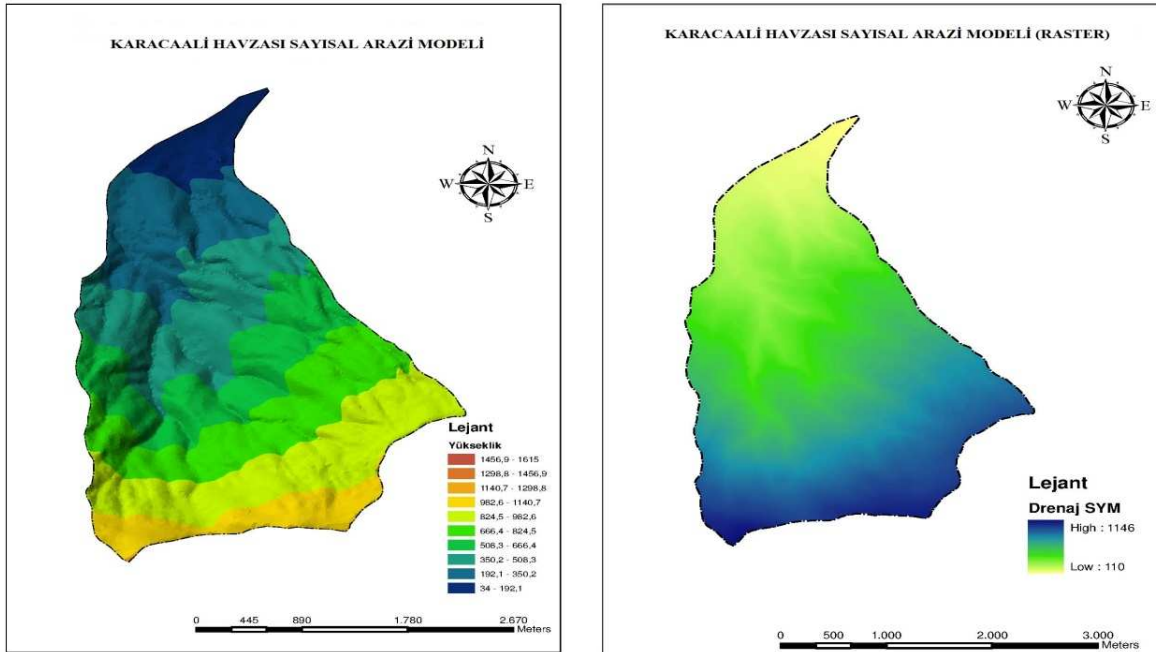 KARACAALİ HAVZASI SAYISAL ARAZİ MODELİ
N
W E
S
Lejant
Yükseklik
1456,9 - 1615
1298,8 - 1456,9
1140,7 - 1298,8
982,6 - 1140,7
824,5 - 982,6
666,4 - 824,5
508,3 - 666,4
350,2 - 508,3
192,1 - 350,2
34 - 192,1
0 445 890 1.780 2.670
Meters
KARACAALİ HAVZASI SAYISAL ARAZİ MODELİ (RASTER)
N
W E
S
Lejant
Drenaj SYM
High : 1146
Low : 110
0 500 1.000 2.000 3.000
Meters